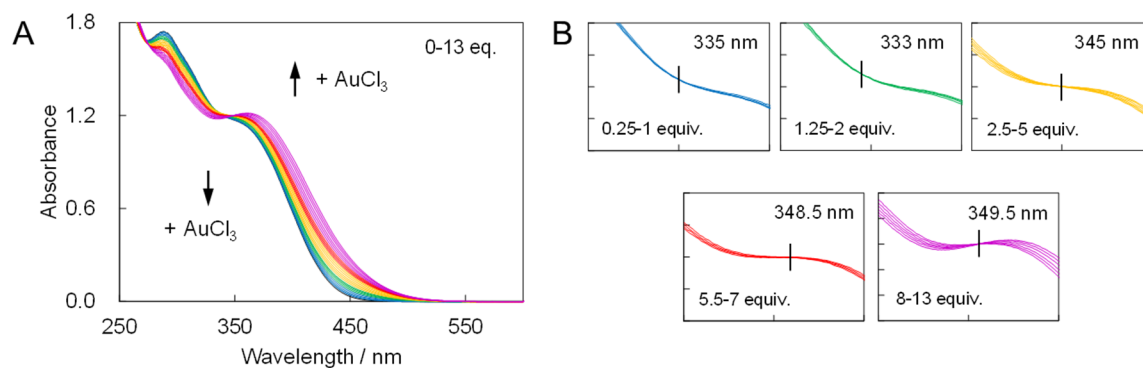 A
1.8
1.2
0.6
0.0
Absorbance
0-13 eq.
+ AuCl₃
+ AuCl₃
250
350
450
550
Wavelength / nm
B
335 nm
0.25-1 equiv.
333 nm
1.25-2 equiv.
345 nm
2.5-5 equiv.
348.5 nm
5.5-7 equiv.
349.5 nm
8-13 equiv.